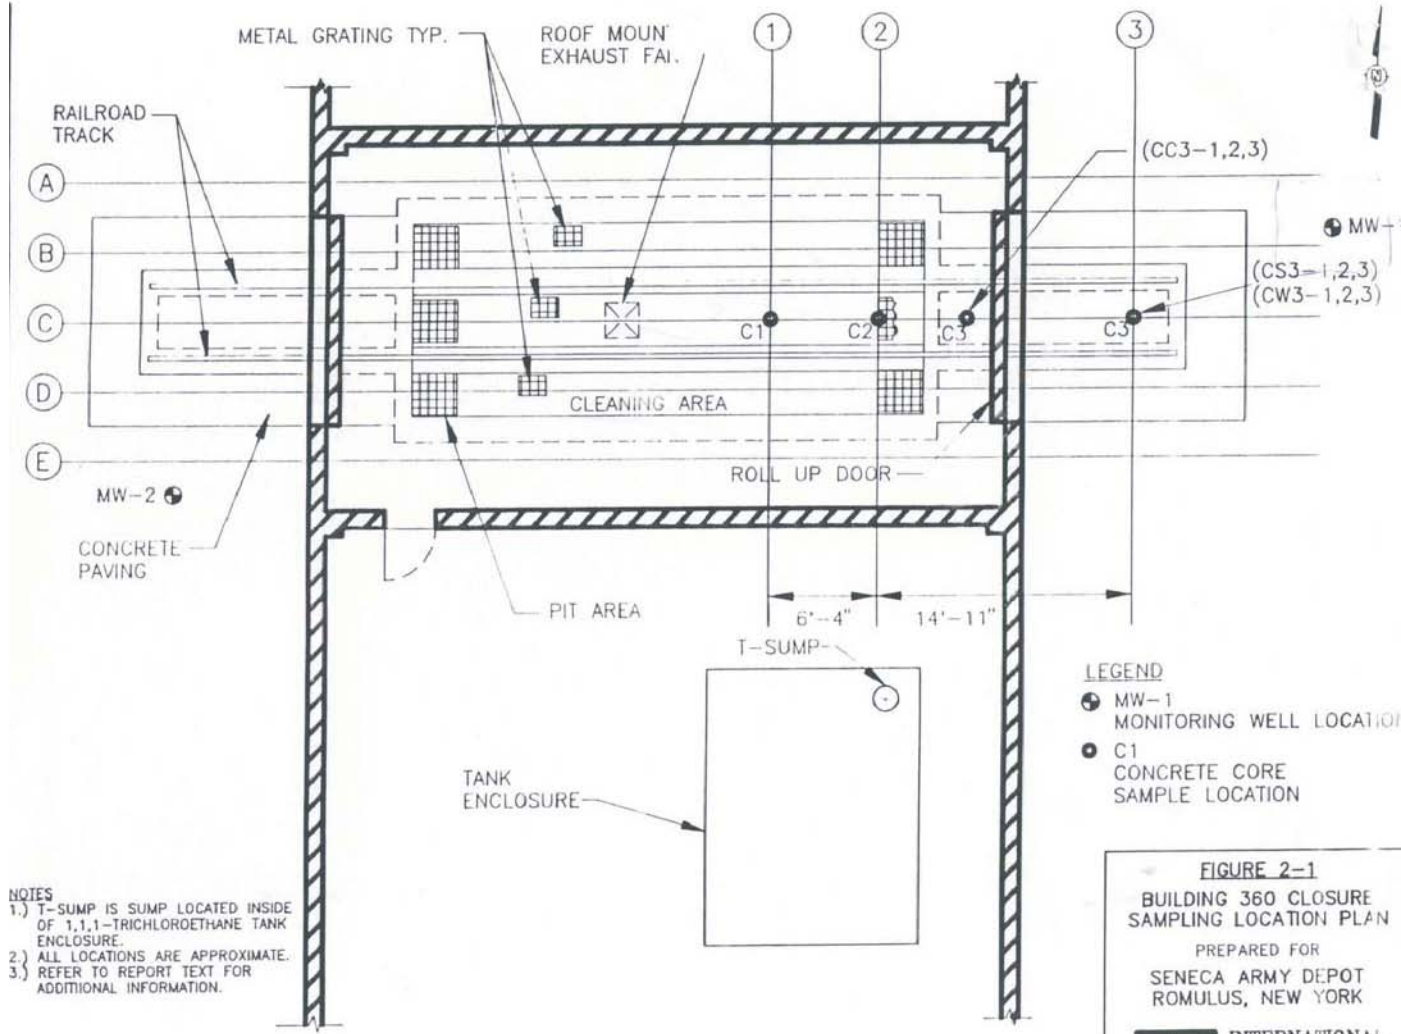 METAL GRATING TYP.
ROOF MOUN
EXHAUST FAI.
1
2
3
N
RAILROAD
TRACK
(CC3-1,2,3)
A
B
C
D
E
MW-
(CS3-1,2,3)
(CW3-1,2,3)
C1
C2
C3
C3
CLEANING AREA
ROLL UP DOOR
MW-2
CONCRETE
PAVING
PIT AREA
6'-4"
14'-11"
T-SUMP
TANK
ENCLOSURE
LEGEND
MW-1
MONITORING WELL LOCATION
C1
CONCRETE CORE
SAMPLE LOCATION
NOTES
1.) T-SUMP IS SUMP LOCATED INSIDE
OF 1,1,1-TRICHLOROETHANE TANK
ENCLOSURE.
2.) ALL LOCATIONS ARE APPROXIMATE.
3.) REFER TO REPORT TEXT FOR
ADDITIONAL INFORMATION.
FIGURE 2-1
BUILDING 360 CLOSURE
SAMPLING LOCATION PLAN
PREPARED FOR
SENECA ARMY DEPOT
ROMULUS, NEW YORK
INTERNATIONAL